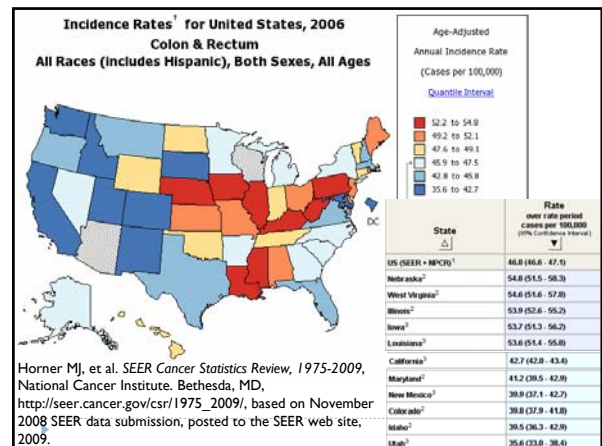 Incidence Rates† for United States, 2006
Colon & Rectum
All Races (includes Hispanic), Both Sexes, All Ages
Age-Adjusted
Annual Incidence Rate
(Cases per 100,000)
Quantile Interval
52.2 to 54.8
49.2 to 52.1
47.6 to 49.1
45.9 to 47.5
42.8 to 45.8
35.6 to 42.7
DC
State
Rate
over rate period
cases per 100,000
(95% Confidence Interval)
US (SEER + NPCR)¹ 46.8 (46.6 - 47.1)
Nebraska² 54.8 (51.5 - 58.3)
West Virginia² 54.6 (51.6 - 57.8)
Illinois² 53.9 (52.6 - 55.2)
Iowa³ 53.7 (51.3 - 56.2)
Louisiana³ 53.6 (51.4 - 55.8)
California³ 42.7 (42.0 - 43.4)
Maryland² 41.2 (39.5 - 42.9)
New Mexico³ 39.9 (37.1 - 42.7)
Colorado² 39.8 (37.9 - 41.8)
Idaho² 39.5 (36.3 - 42.9)
Utah³ 35.6 (33.0 - 38.4)
Horner MJ, et al. SEER Cancer Statistics Review, 1975-2009,
National Cancer Institute. Bethesda, MD,
http://seer.cancer.gov/csr/1975_2009/, based on November
2008 SEER data submission, posted to the SEER web site,
2009.